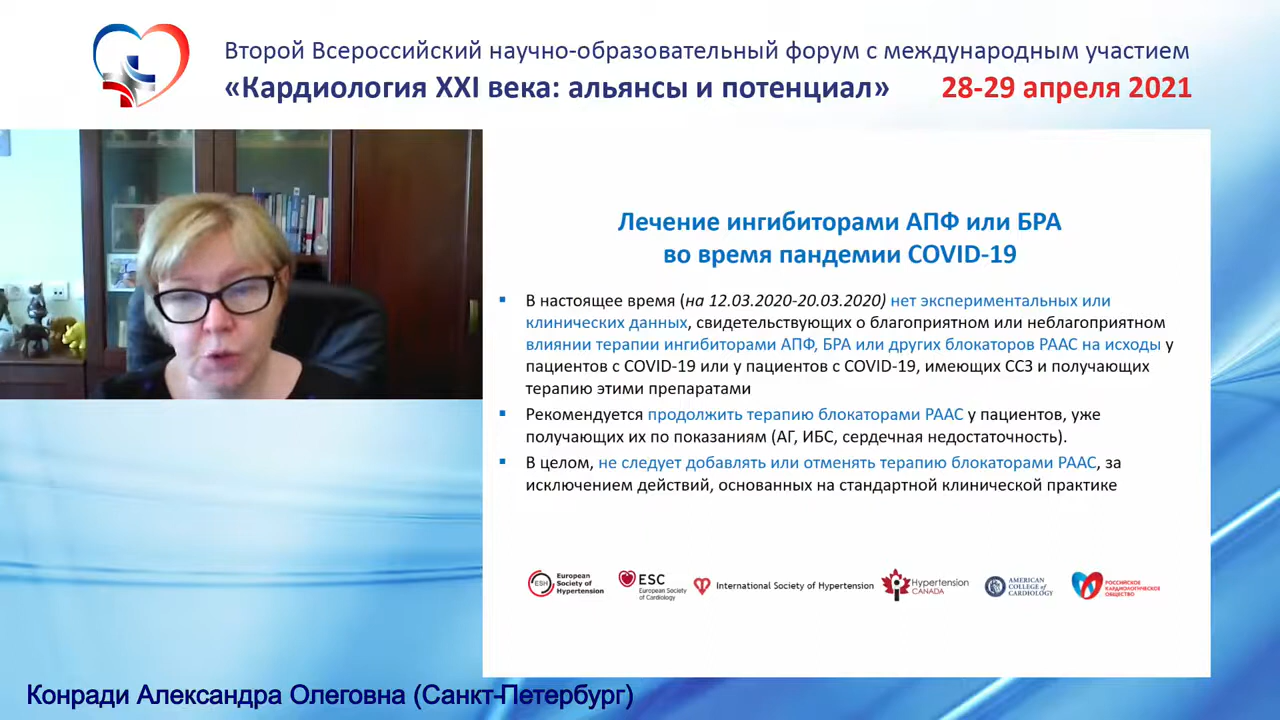 Второй Всероссийский научно-образовательный форум с международным участием
«Кардиология XXI века: альянсы и потенциал» 28-29 апреля 2021
Лечение ингибиторами АПФ или БРА
во время пандемии COVID-19
В настоящее время (на 12.03.2020-20.03.2020) нет экспериментальных или
клинических данных, свидетельствующих о благоприятном или неблагоприятном
влиянии терапии ингибиторами АПФ, БРА или других блокаторов РААС на исходы у
пациентов с COVID-19 или у пациентов с COVID-19, имеющих ССЗ и получающих
терапию этими препаратами
Рекомендуется продолжить терапию блокаторами РААС у пациентов, уже
получающих их по показаниям (АГ, ИБС, сердечная недостаточность).
В целом, не следует добавлять или отменять терапию блокаторами РААС, за
исключением действий, основанных на стандартной клинической практике
ESH European Society of Hypertension
ESC European Society of Cardiology
International Society of Hypertension
Hypertension CANADA
AMERICAN COLLEGE of CARDIOLOGY
РОССИЙСКОЕ КАРДИОЛОГИЧЕСКОЕ ОБЩЕСТВО
Конради Александра Олеговна (Санкт-Петербург)